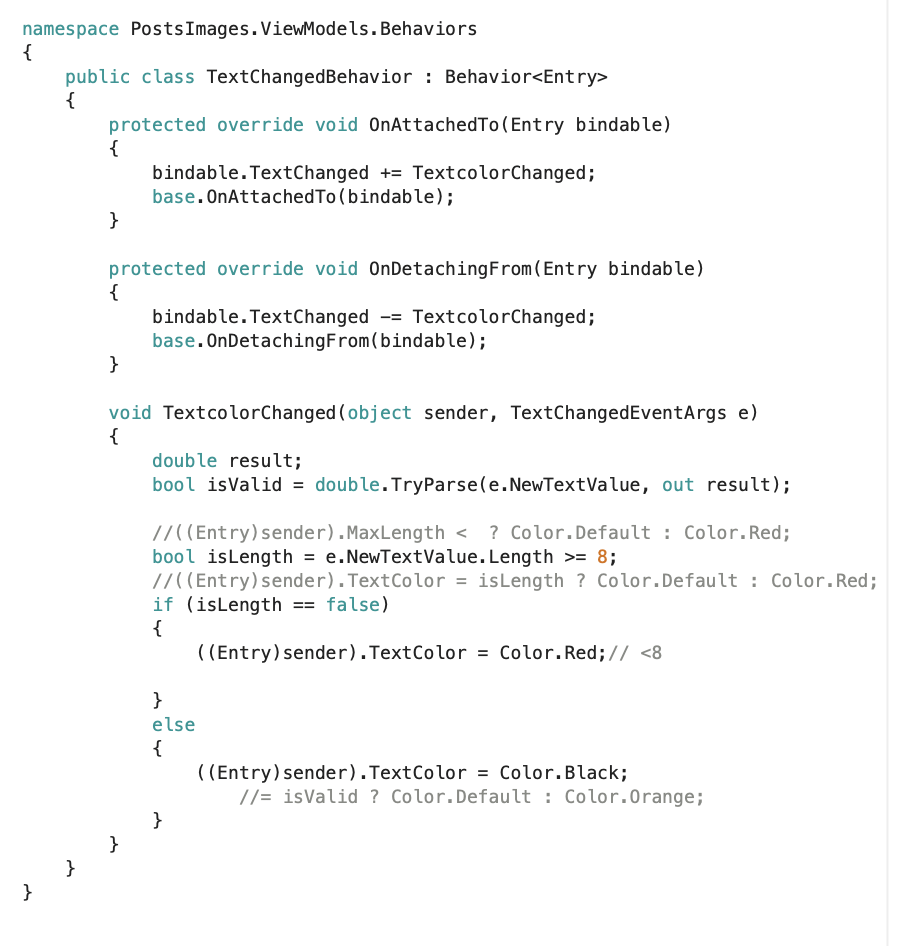 namespace PostsImages.ViewModels.Behaviors
{
    public class TextChangedBehavior : Behavior<Entry>
    {
        protected override void OnAttachedTo(Entry bindable)
        {
            bindable.TextChanged += TextcolorChanged;
            base.OnAttachedTo(bindable);
        }

        protected override void OnDetachingFrom(Entry bindable)
        {
            bindable.TextChanged -= TextcolorChanged;
            base.OnDetachingFrom(bindable);
        }

        void TextcolorChanged(object sender, TextChangedEventArgs e)
        {
            double result;
            bool isValid = double.TryParse(e.NewTextValue, out result);

            //((Entry)sender).MaxLength <  ? Color.Default : Color.Red;
            bool isLength = e.NewTextValue.Length >= 8;
            //((Entry)sender).TextColor = isLength ? Color.Default : Color.Red;
            if (isLength == false)
            {
                ((Entry)sender).TextColor = Color.Red;// <8

            }
            else
            {
                ((Entry)sender).TextColor = Color.Black;
                    //= isValid ? Color.Default : Color.Orange;
            }
        }
    }
}